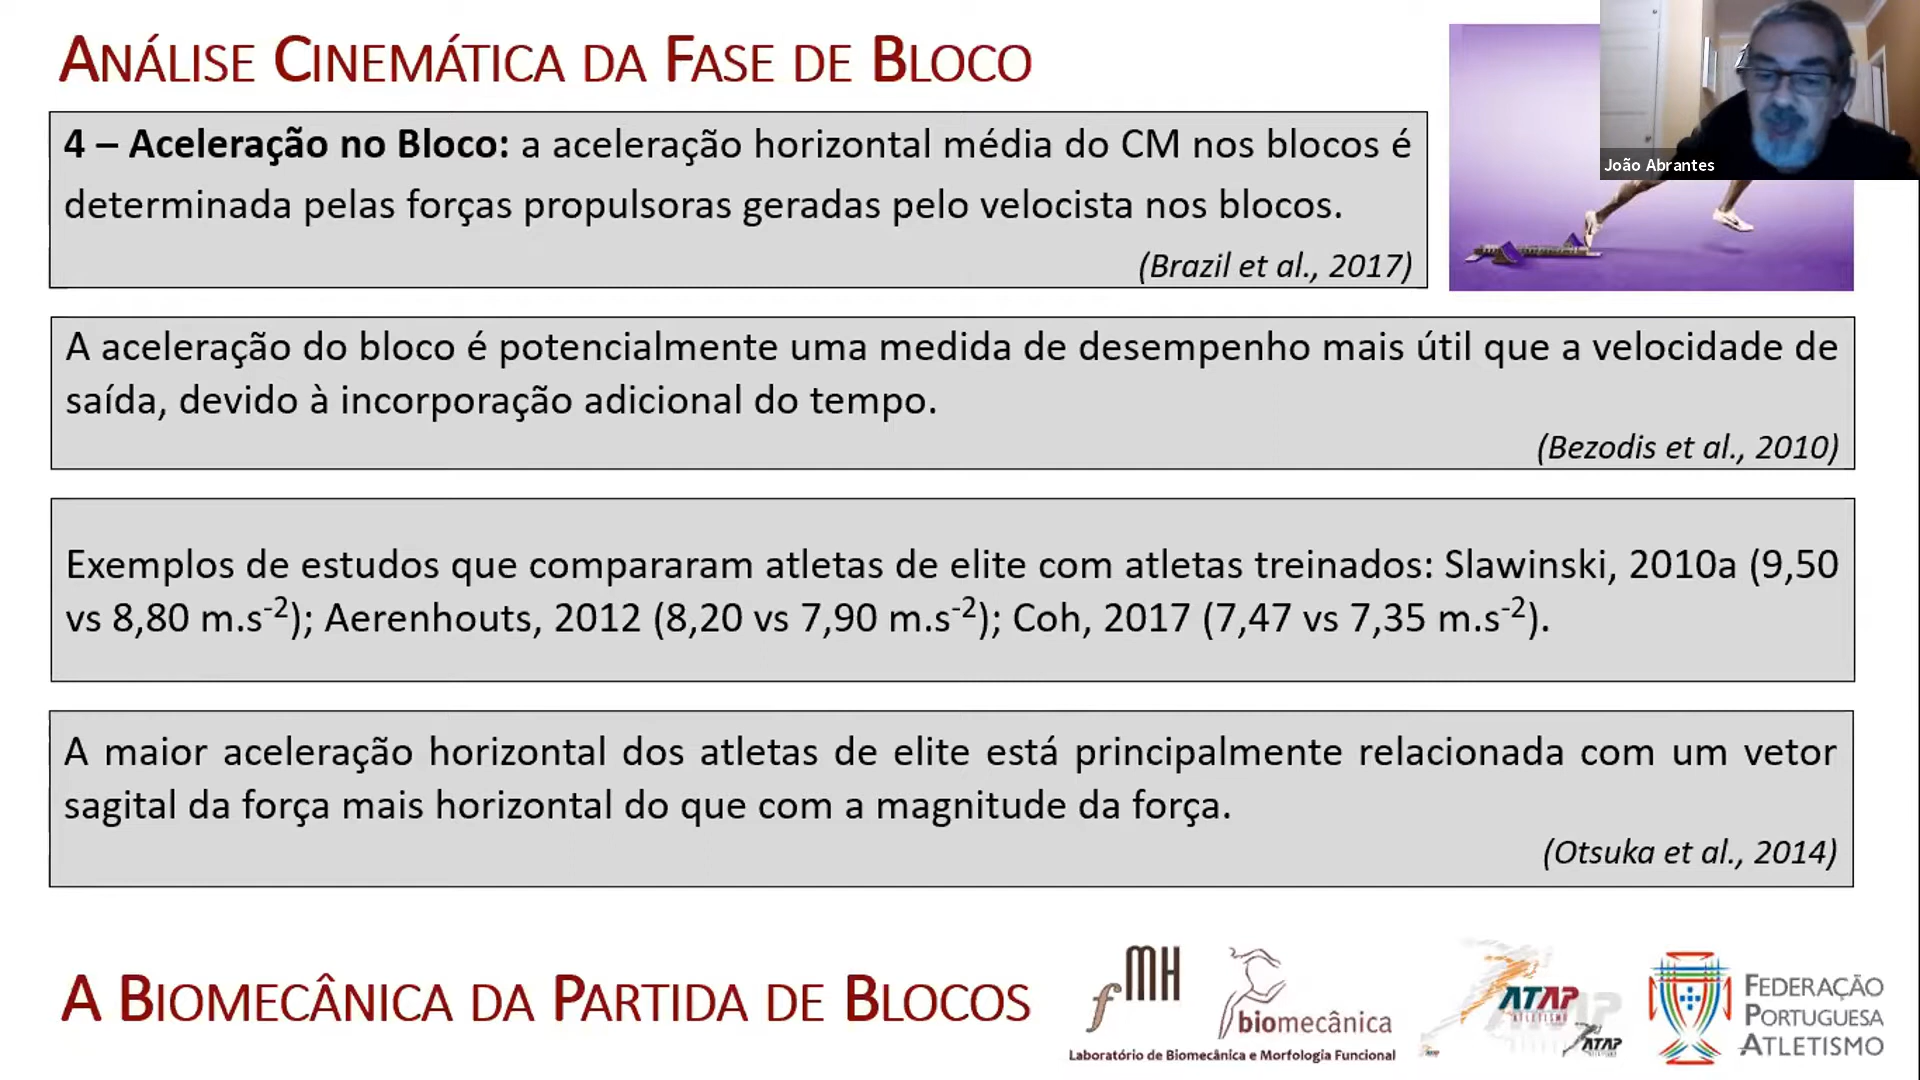 ANÁLISE CINEMÁTICA DA FASE DE BLOCO
4 – Aceleração no Bloco: a aceleração horizontal média do CM nos blocos é
determinada pelas forças propulsoras geradas pelo velocista nos blocos.
(Brazil et al., 2017)
João Abrantes
A aceleração do bloco é potencialmente uma medida de desempenho mais útil que a velocidade de
saída, devido à incorporação adicional do tempo.
(Bezodis et al., 2010)
Exemplos de estudos que compararam atletas de elite com atletas treinados: Slawinski, 2010a (9,50
vs 8,80 m.s-2); Aerenhouts, 2012 (8,20 vs 7,90 m.s-2); Coh, 2017 (7,47 vs 7,35 m.s-2).
A maior aceleração horizontal dos atletas de elite está principalmente relacionada com um vetor
sagital da força mais horizontal do que com a magnitude da força.
(Otsuka et al., 2014)
A BIOMECÂNICA DA PARTIDA DE BLOCOS
fMH
biomecânica
Laboratório de Biomecânica e Morfologia Funcional
ATAP
ATLETISMO
ATAP
FEDERAÇÃO
PORTUGUESA
ATLETISMO